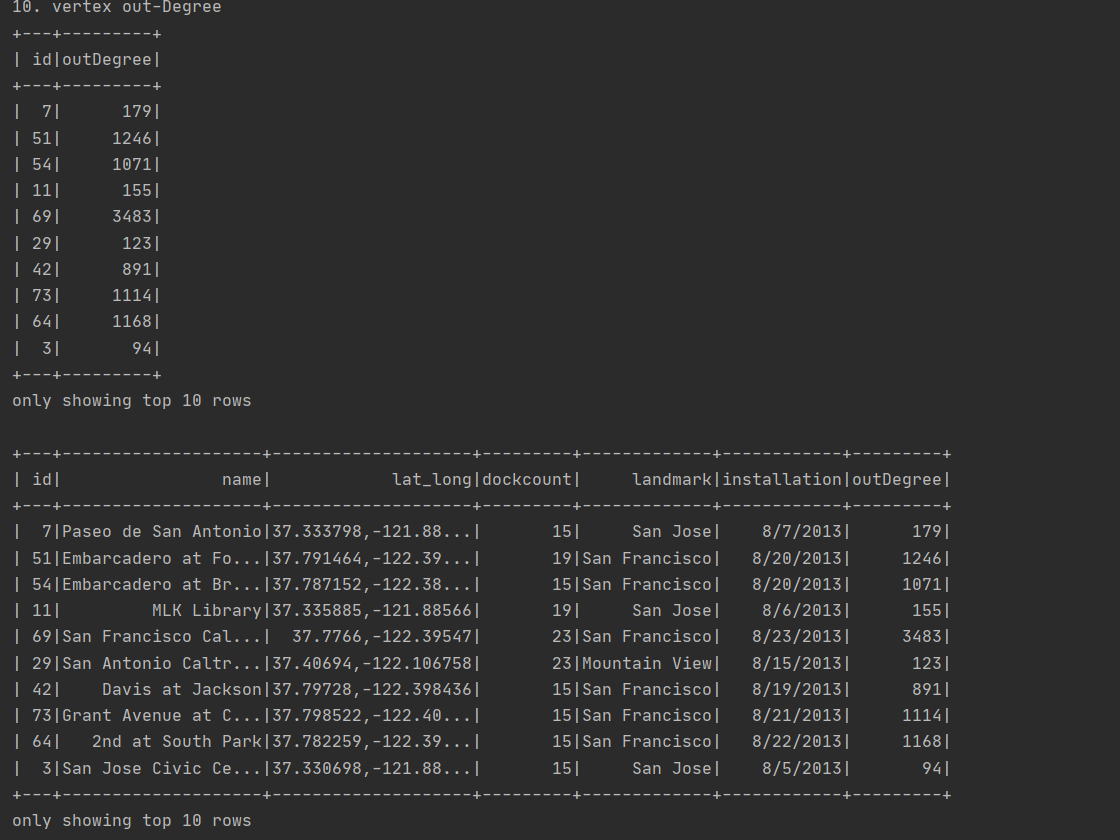 10. vertex out-Degree
+---+---------+
| id|outDegree|
+---+---------+
|  7|      179|
| 51|     1246|
| 54|     1071|
| 11|      155|
| 69|     3483|
| 29|      123|
| 42|      891|
| 73|     1114|
| 64|     1168|
|  3|       94|
+---+---------+
only showing top 10 rows
+---+--------------------+--------------------+---------+-------------+------------+---------+
| id|                name|            lat_long|dockcount|     landmark|installation|outDegree|
+---+--------------------+--------------------+---------+-------------+------------+---------+
|  7|Paseo de San Antonio|37.333798,-121.88...|       15|     San Jose|    8/7/2013|      179|
| 51|Embarcadero at Fo...|37.791464,-122.39...|       19|San Francisco|   8/20/2013|     1246|
| 54|Embarcadero at Br...|37.787152,-122.38...|       15|San Francisco|   8/20/2013|     1071|
| 11|         MLK Library|37.335885,-121.88566|       19|     San Jose|    8/6/2013|      155|
| 69|San Francisco Cal...|  37.7766,-122.39547|       23|San Francisco|   8/23/2013|     3483|
| 29|San Antonio Caltr...|37.40694,-122.106758|       23|Mountain View|   8/15/2013|      123|
| 42|    Davis at Jackson|37.79728,-122.398436|       15|San Francisco|   8/19/2013|      891|
| 73|Grant Avenue at C...|37.798522,-122.40...|       15|San Francisco|   8/21/2013|     1114|
| 64|   2nd at South Park|37.782259,-122.39...|       15|San Francisco|   8/22/2013|     1168|
|  3|San Jose Civic Ce...|37.330698,-121.88...|       15|     San Jose|    8/5/2013|       94|
+---+--------------------+--------------------+---------+-------------+------------+---------+
only showing top 10 rows